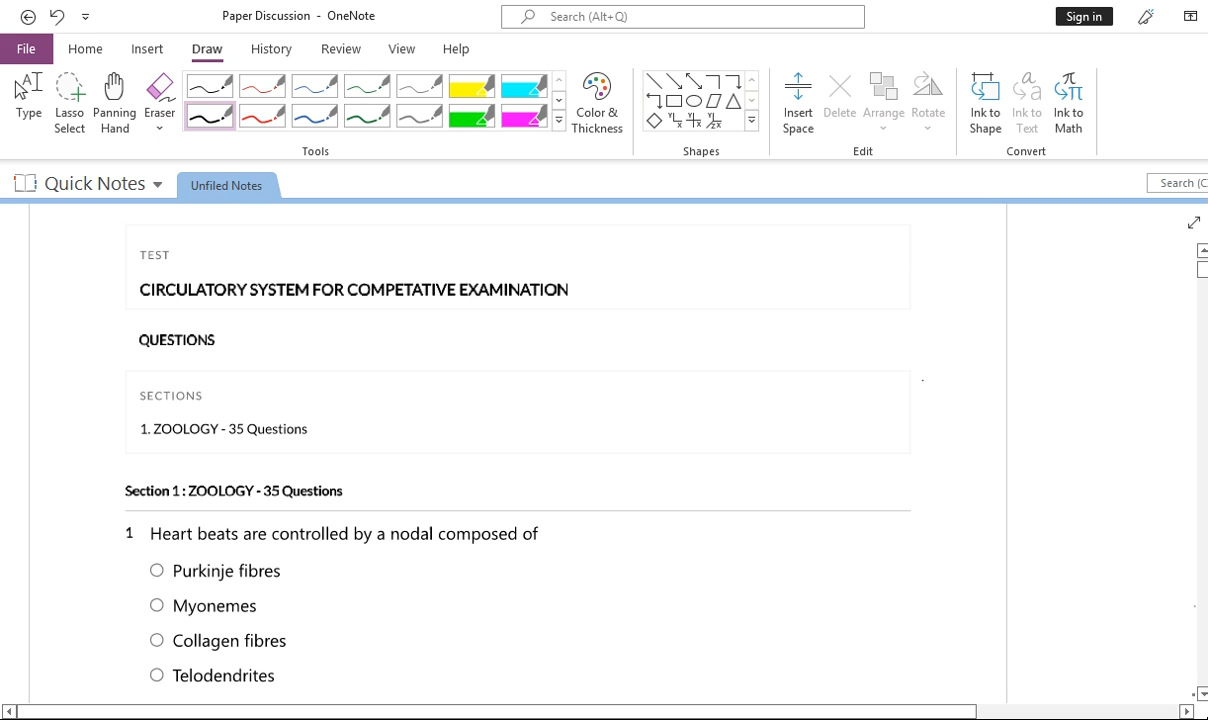 Paper Discussion - OneNote
Search (Alt+Q)
Sign in
File Home Insert Draw History Review View Help
Type
Lasso Select
Panning Hand
Eraser
Color & Thickness
Insert Space
Delete
Arrange
Rotate
Ink to Shape
Ink to Text
Ink to Math
Tools Shapes Edit Convert
Quick Notes
Unfiled Notes
Search (C
TEST
CIRCULATORY SYSTEM FOR COMPETATIVE EXAMINATION
QUESTIONS
SECTIONS
1. ZOOLOGY - 35 Questions
Section 1 : ZOOLOGY - 35 Questions
1 Heart beats are controlled by a nodal composed of
Purkinje fibres
Myonemes
Collagen fibres
Telodendrites